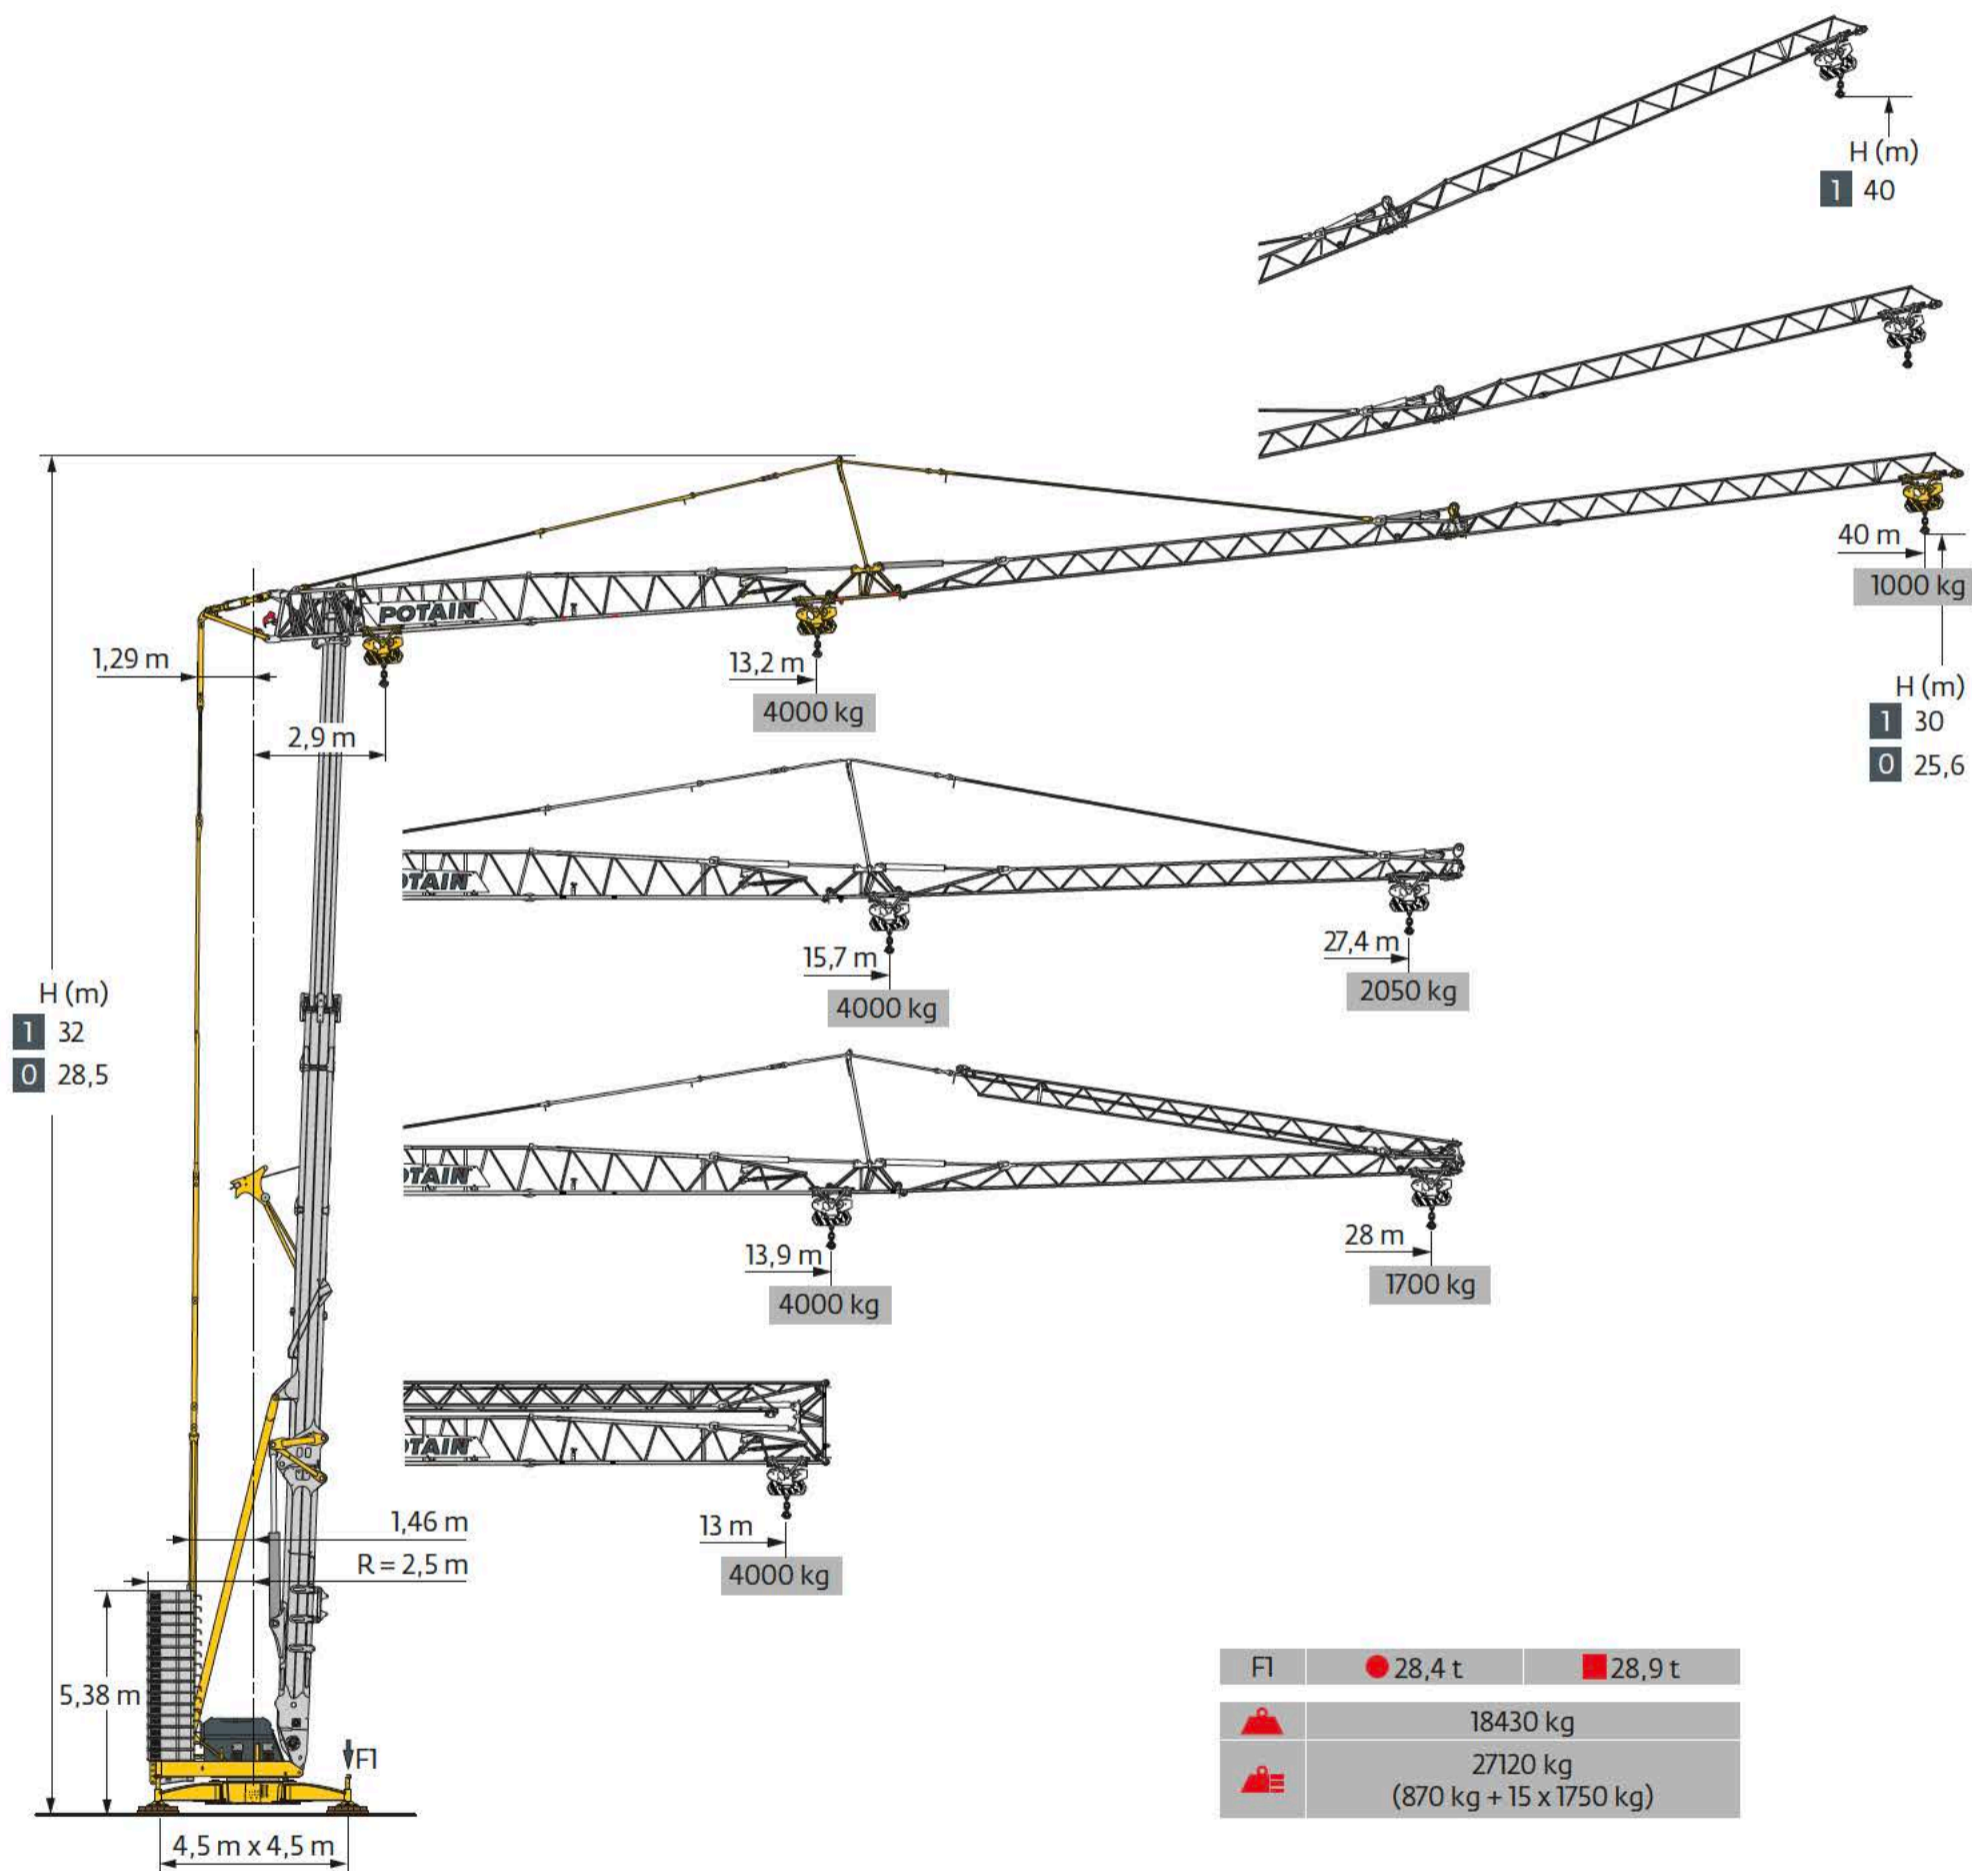 H (m)
1 40
40 m
1000 kg
POTAIN
1,29 m
13,2 m
4000 kg
2,9 m
H (m)
1 30
0 25,6
TAIN
15,7 m
4000 kg
27,4 m
2050 kg
H (m)
1 32
0 28,5
TAIN
13,9 m
4000 kg
28 m
1700 kg
TAIN
13 m
4000 kg
1,46 m
R = 2,5 m
5,38 m
F1
4,5 m x 4,5 m
F1 28,4 t 28,9 t
18430 kg
27120 kg
(870 kg + 15 x 1750 kg)